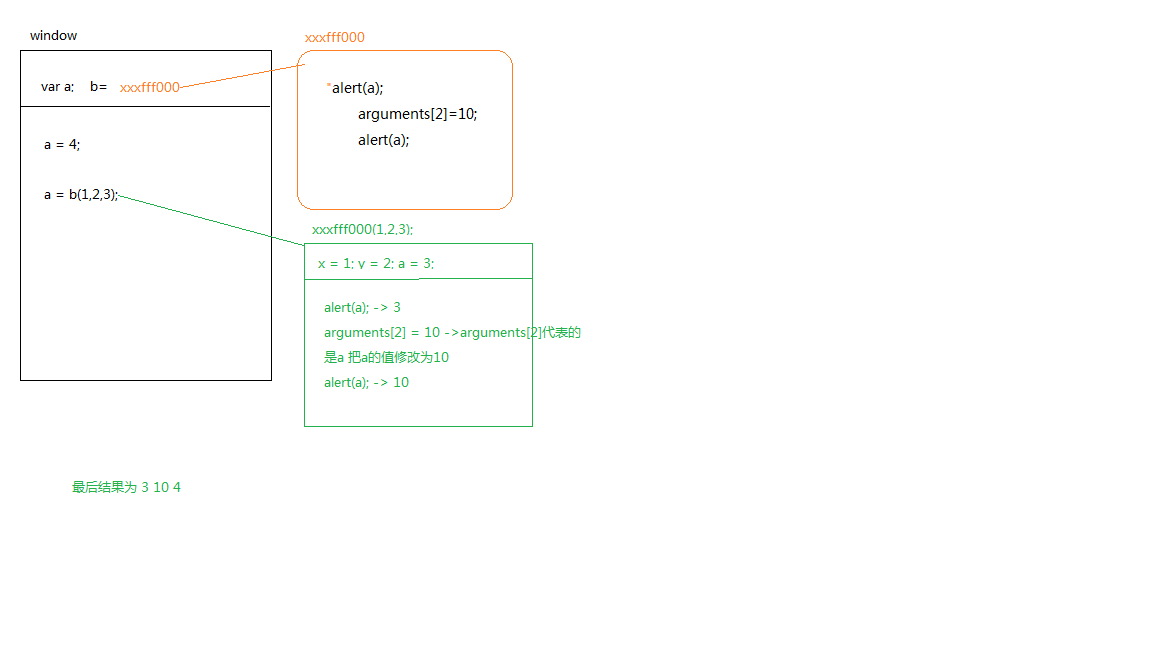 window
var a; b= xxxfff000
a = 4;
a = b(1,2,3);
xxxfff000
"alert(a);
arguments[2]=10;
alert(a);
xxxfff000(1,2,3);
x = 1; y = 2; a = 3;
alert(a); -> 3
arguments[2] = 10 ->arguments[2]代表的
是a 把a的值修改为10
alert(a); -> 10
最后结果为 3 10 4